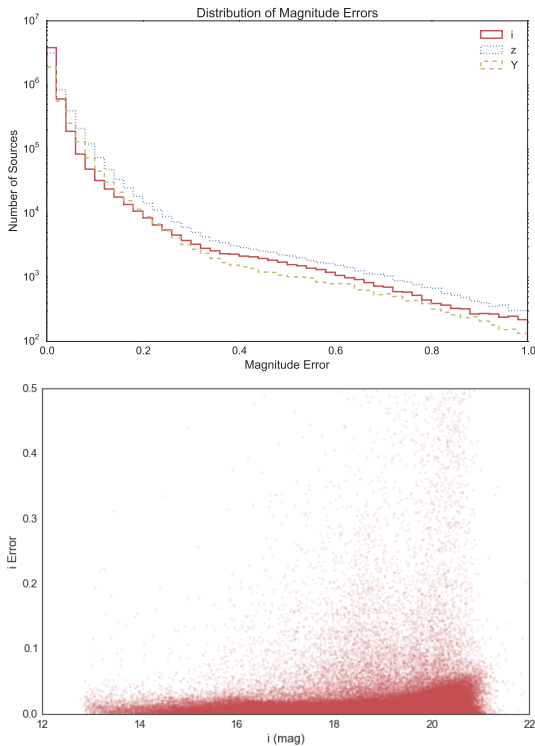 Distribution of Magnitude Errors
10^7
10^6
10^5
10^4
10^3
10^2
Number of Sources
i
z
Y
0.0 0.2 0.4 0.6 0.8 1.0
Magnitude Error
0.5
0.4
0.3
0.2
0.1
0.0
i Error
12 14 16 18 20 22
i (mag)